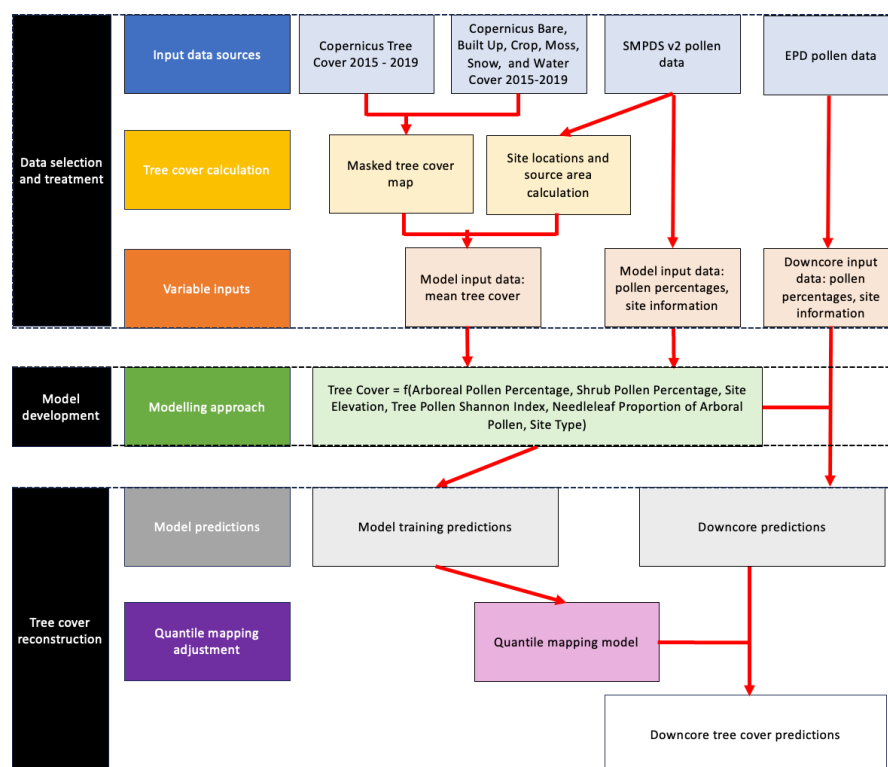 Data selection
and treatment
Input data sources
Copernicus Tree
Cover 2015 - 2019
Copernicus Bare,
Built Up, Crop, Moss,
Snow, and Water
Cover 2015-2019
SMPDS v2 pollen
data
EPD pollen data
Tree cover calculation
Masked tree cover
map
Site locations and
source area
calculation
Variable inputs
Model input data:
mean tree cover
Model input data:
pollen percentages,
site information
Downcore input
data: pollen
percentages, site
information
Model
development
Modelling approach
Tree Cover = f(Arboreal Pollen Percentage, Shrub Pollen Percentage, Site
Elevation, Tree Pollen Shannon Index, Needleleaf Proportion of Arboral
Pollen, Site Type)
Tree cover
reconstruction
Model predictions
Model training predictions
Downcore predictions
Quantile mapping
adjustment
Quantile mapping model
Downcore tree cover predictions